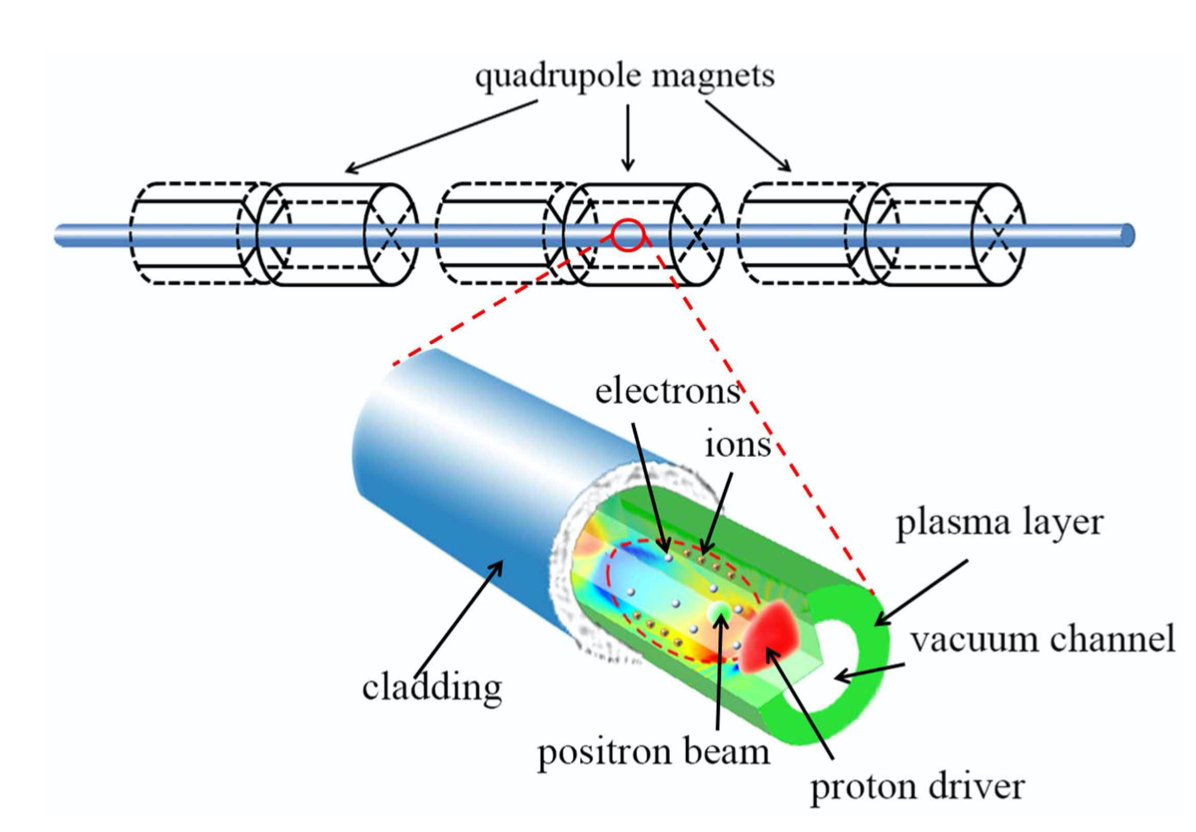 quadrupole magnets
electrons
ions
plasma layer
vacuum channel
cladding
positron beam
proton driver